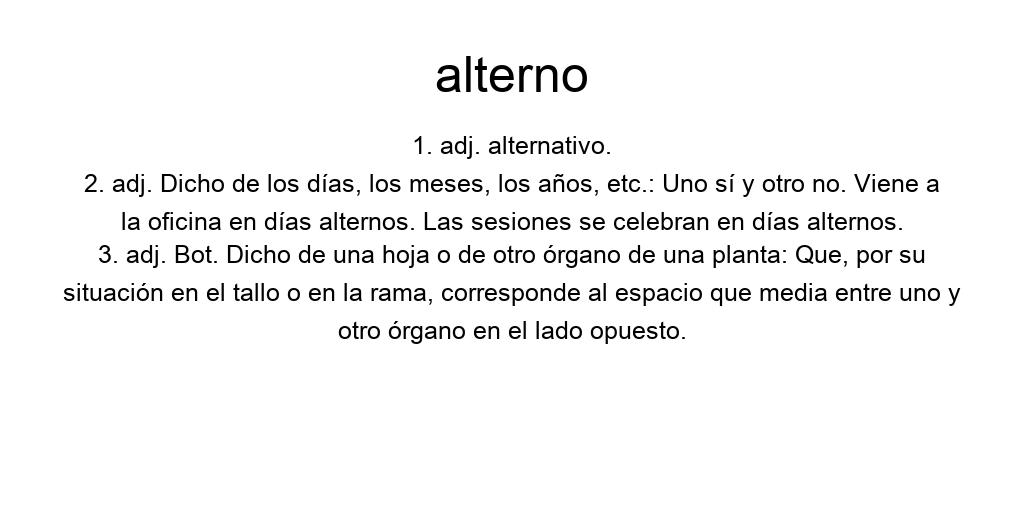 alterno
1. adj. alternativo.
2. adj. Dicho de los días, los meses, los años, etc.: Uno sí y otro no. Viene a
la oficina en días alternos. Las sesiones se celebran en días alternos.
3. adj. Bot. Dicho de una hoja o de otro órgano de una planta: Que, por su
situación en el tallo o en la rama, corresponde al espacio que media entre uno y
otro órgano en el lado opuesto.